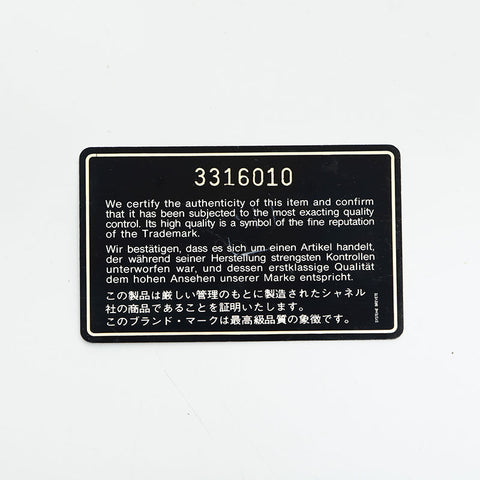 3316010
We certify the authenticity of this item and confirm
that it has been subjected to the most exacting quality
control. Its high quality is a symbol of the fine reputation
of the Trademark.
Wir bestätigen, dass es sich um einen Artikel handelt,
der während seiner Herstellung strengsten Kontrollen
unterworfen war, und dessen erstklassige Qualität
dem hohen Ansehen unserer Marke entspricht.
この製品は厳しい管理のもとに製造されたシャネル
社の商品であることを証明いたします。
このブランド・マークは最高級品質の象徴です。